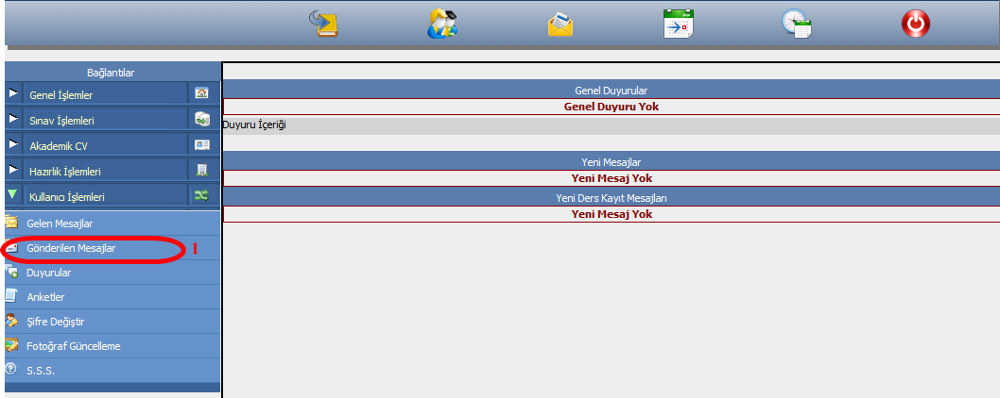 Bağlantılar
Genel İşlemler
Sınav İşlemleri
Akademik CV
Hazırlık İşlemleri
Kullanıcı İşlemleri
Gelen Mesajlar
Gönderilen Mesajlar 1
Duyurular
Anketler
Şifre Değiştir
Fotoğraf Güncelleme
S.S.S.
Genel Duyurular
Genel Duyuru Yok
Duyuru İçeriği
Yeni Mesajlar
Yeni Mesaj Yok
Yeni Ders Kayıt Mesajları
Yeni Mesaj Yok